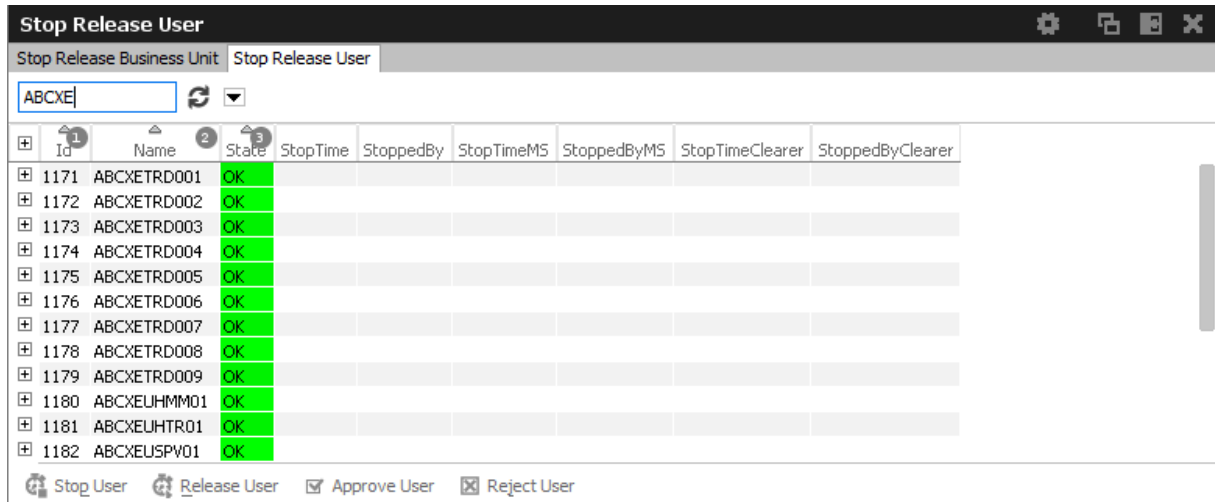 Stop Release User
Stop Release Business Unit Stop Release User
ABCXE
1 2 3
Id Name State StopTime StoppedBy StopTimeMS StoppedByMS StopTimeClearer StoppedByClearer
1171 ABCXETRD001 OK
1172 ABCXETRD002 OK
1173 ABCXETRD003 OK
1174 ABCXETRD004 OK
1175 ABCXETRD005 OK
1176 ABCXETRD006 OK
1177 ABCXETRD007 OK
1178 ABCXETRD008 OK
1179 ABCXETRD009 OK
1180 ABCXEUHMM01 OK
1181 ABCXEUHTR01 OK
1182 ABCXEUSPV01 OK
Stop User Release User Approve User Reject User